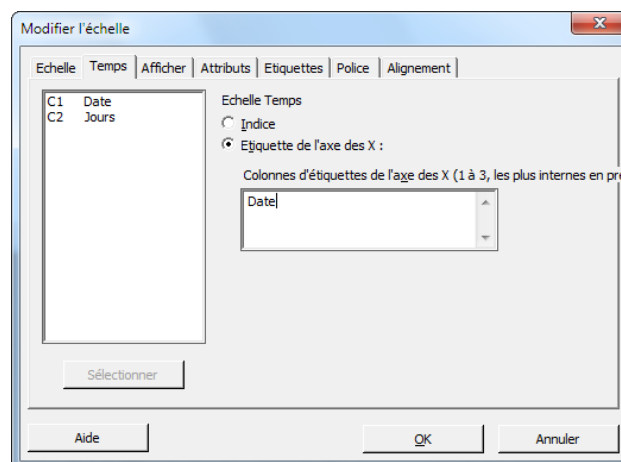 Modifier l'échelle
Echelle Temps Afficher Attributs Etiquettes Police Alignement
C1 Date
C2 Jours
Echelle Temps
Indice
Etiquette de l'axe des X :
Colonnes d'étiquettes de l'axe des X (1 à 3, les plus internes en pre
Date
Sélectionner
Aide OK Annuler